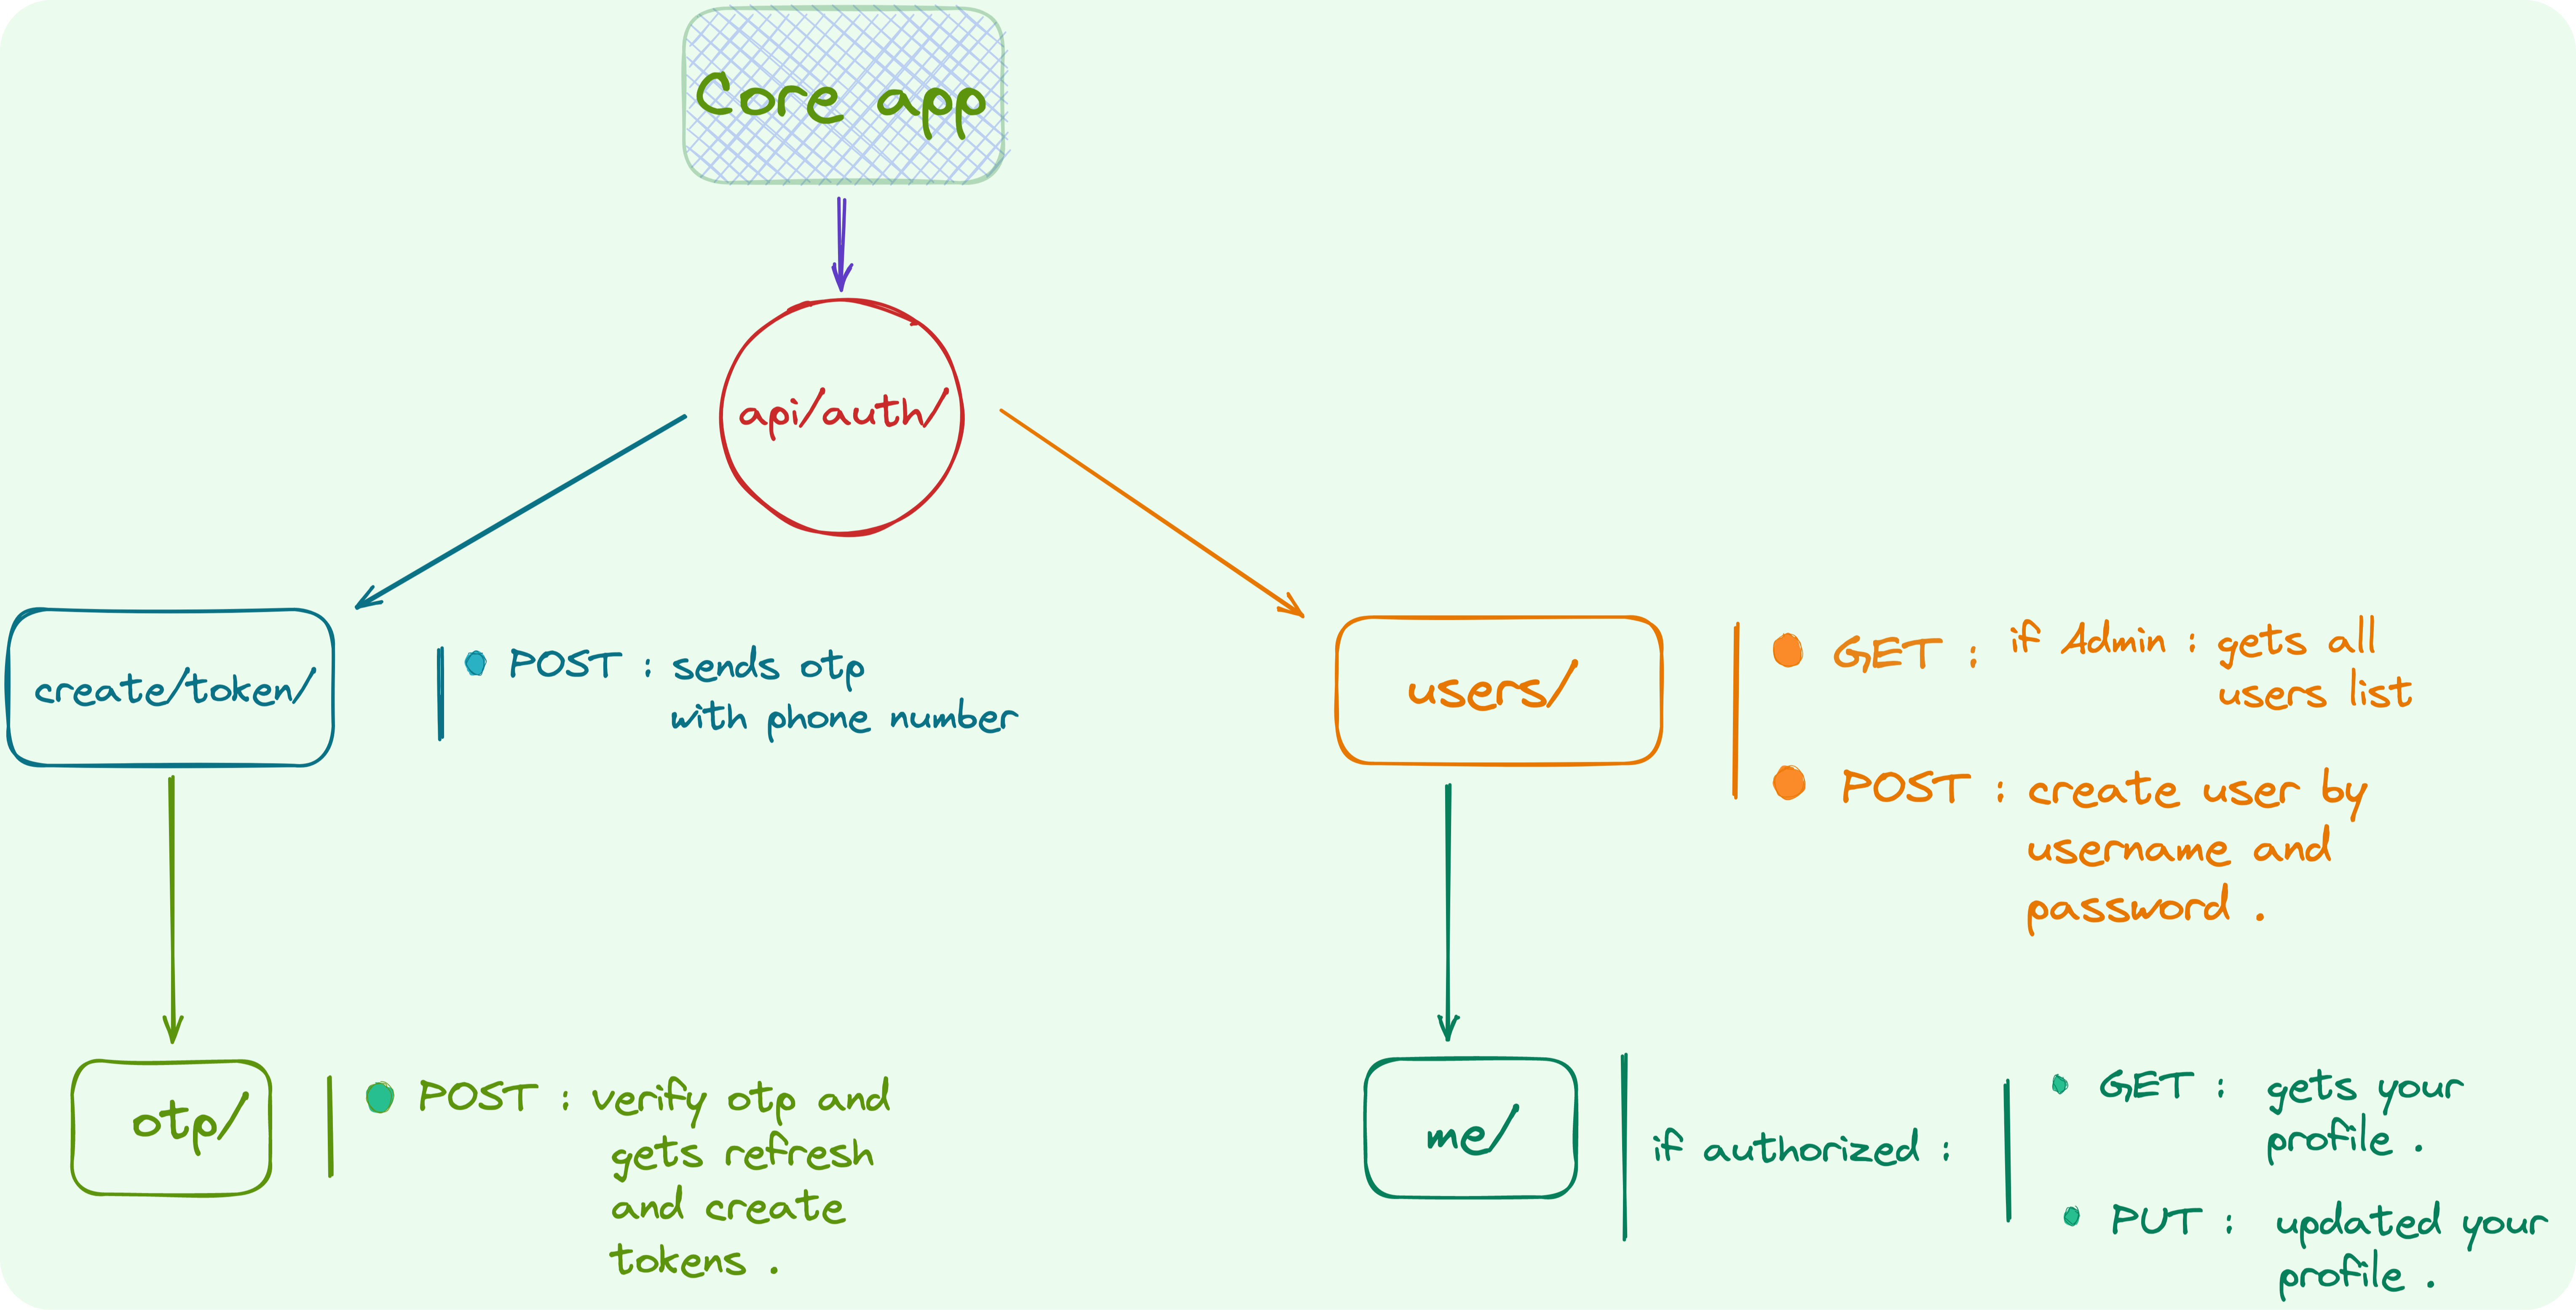 Core app
api/auth/
create/token/
POST : sends otp
with phone number
users/
GET : if Admin : gets all
users list
POST : create user by
username and
password .
otp/
POST : verify otp and
gets refresh
and create
tokens .
me/
if authorized :
GET : gets your
profile .
PUT : updated your
profile .